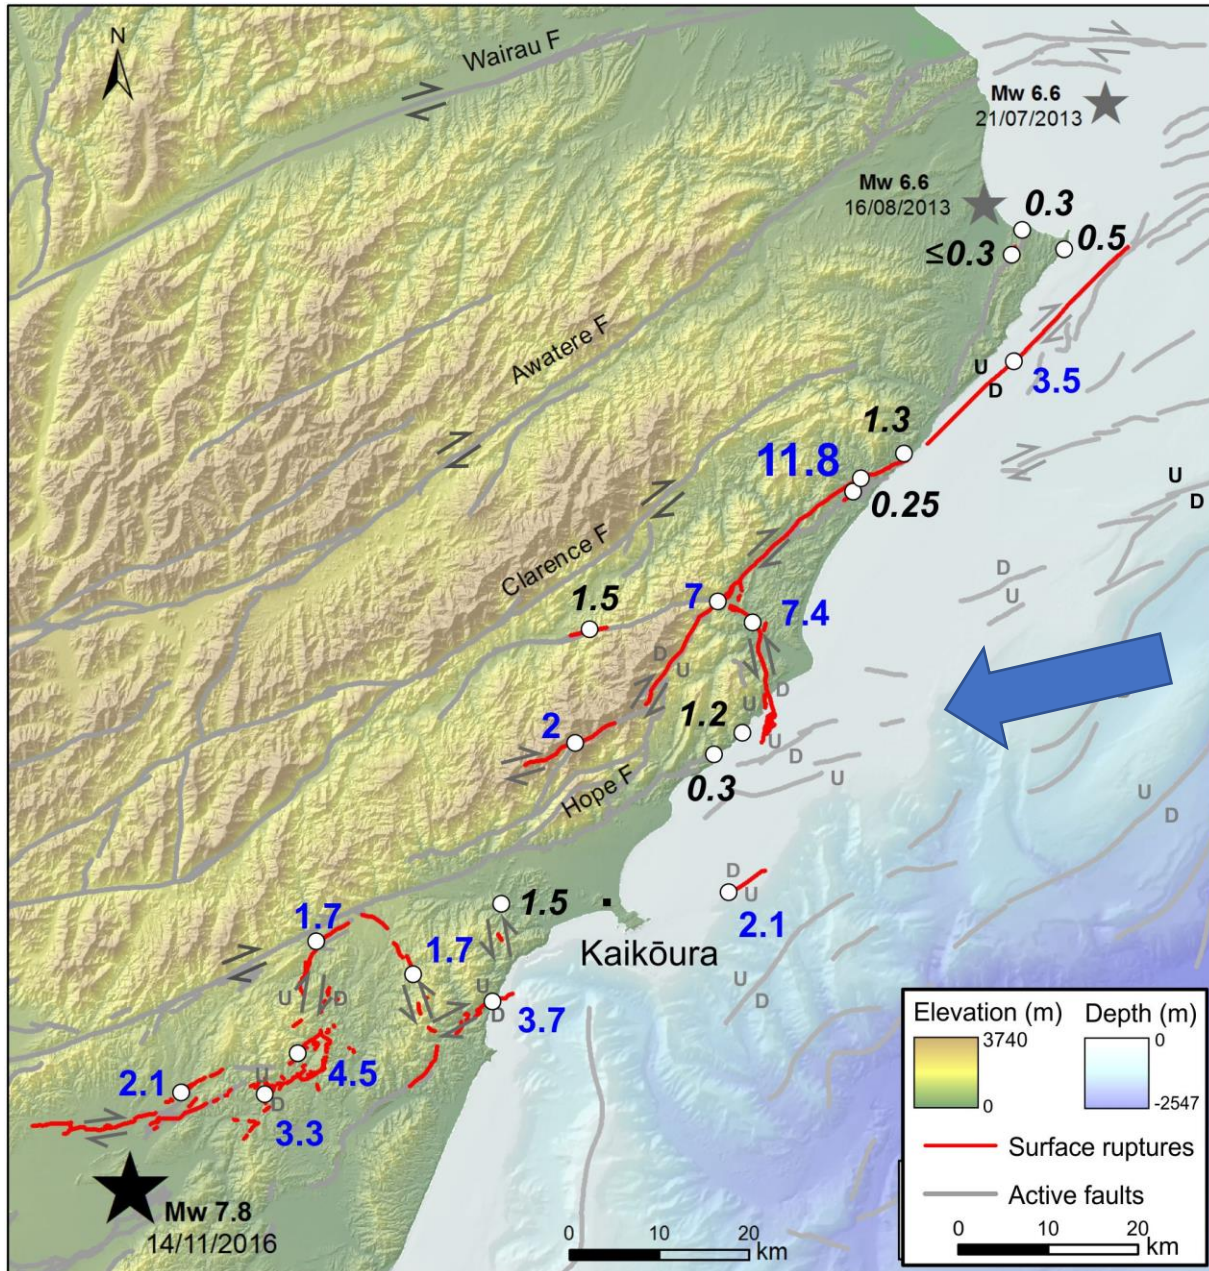 N
Wairau F
Mw 6.6
21/07/2013
Mw 6.6
16/08/2013
0.3
≤0.3
0.5
Awatere F
U
D
3.5
1.3
11.8
0.25
U
D
Clarence F
1.5
7
7.4
D
U
D
U
D
U
1.2
U
D
U
2
0.3
Hope F
U
D
D
U
2.1
1.5
Kaikōura
1.7
1.7
U
D
U
D
3.7
U
D
2.1
4.5
U
D
3.3
Mw 7.8
14/11/2016
0 10 20
km
Elevation (m)
3740
0
Depth (m)
0
-2547
Surface ruptures
Active faults
0 10 20
km